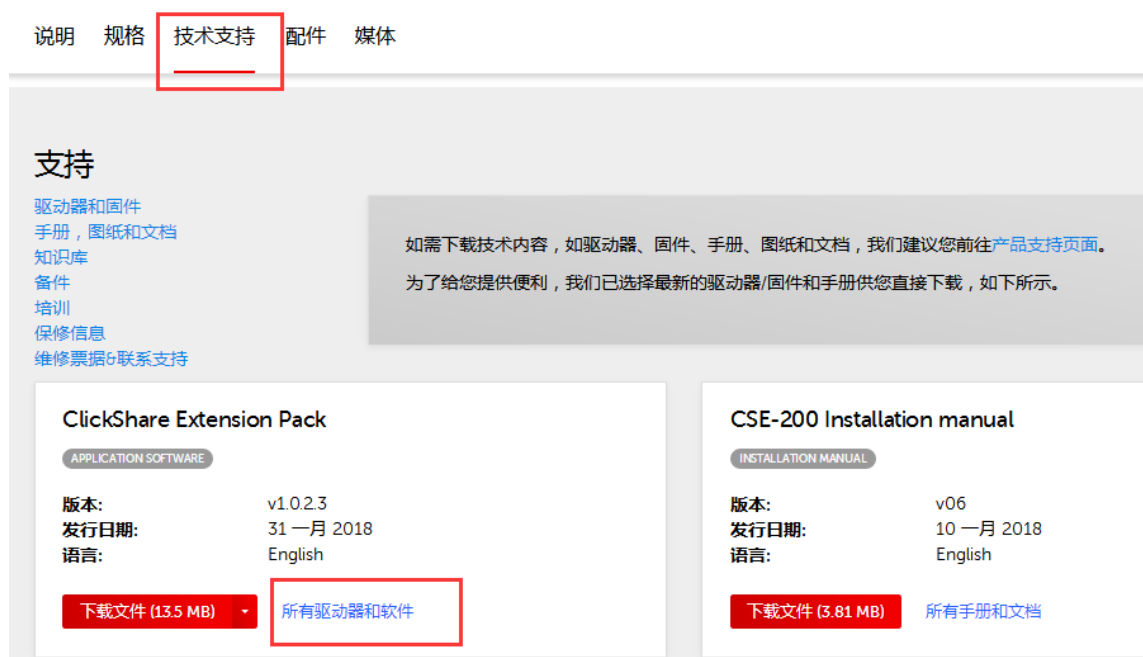 说明 规格 技术支持 配件 媒体
支持
驱动器和固件
手册，图纸和文档
知识库
备件
培训
保修信息
维修票据&联系支持
如需下载技术内容，如驱动器、固件、手册、图纸和文档，我们建议您前往产品支持页面。
为了给您提供便利，我们已选择最新的驱动器/固件和手册供您直接下载，如下所示。
ClickShare Extension Pack
APPLICATION SOFTWARE
版本: v1.0.2.3
发行日期: 31 一月 2018
语言: English
下载文件 (13.5 MB) 所有驱动器和软件
CSE-200 Installation manual
INSTALLATION MANUAL
版本: v06
发行日期: 10 一月 2018
语言: English
下载文件 (3.81 MB) 所有手册和文档